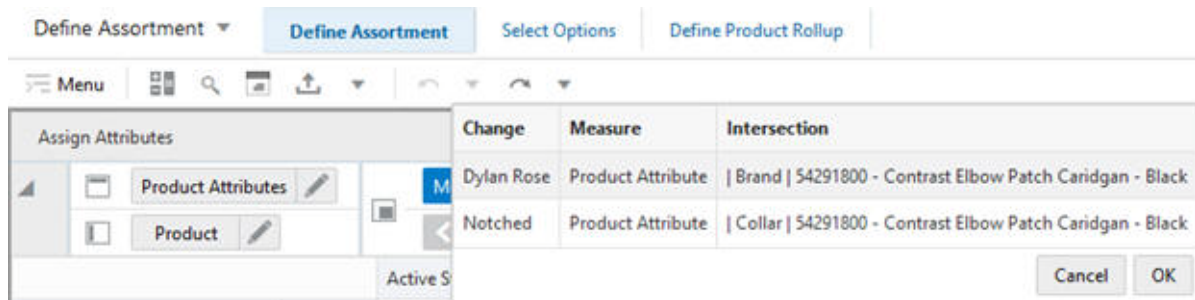 Define Assortment Define Assortment Select Options Define Product Rollup
Menu
Assign Attributes
Change Measure Intersection
Product Attributes
Dylan Rose Product Attribute | Brand | 54291800 - Contrast Elbow Patch Caridgan - Black
Product
Notched Product Attribute | Collar | 54291800 - Contrast Elbow Patch Caridgan - Black
Cancel OK